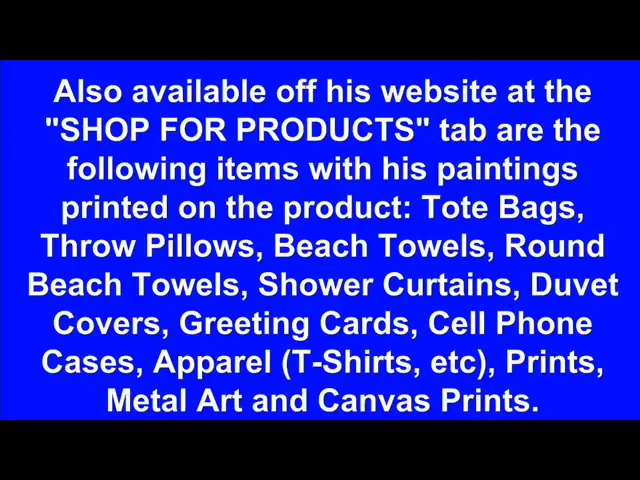 Also available off his website at the
"SHOP FOR PRODUCTS" tab are the
following items with his paintings
printed on the product: Tote Bags,
Throw Pillows, Beach Towels, Round
Beach Towels, Shower Curtains, Duvet
Covers, Greeting Cards, Cell Phone
Cases, Apparel (T-Shirts, etc), Prints,
Metal Art and Canvas Prints.